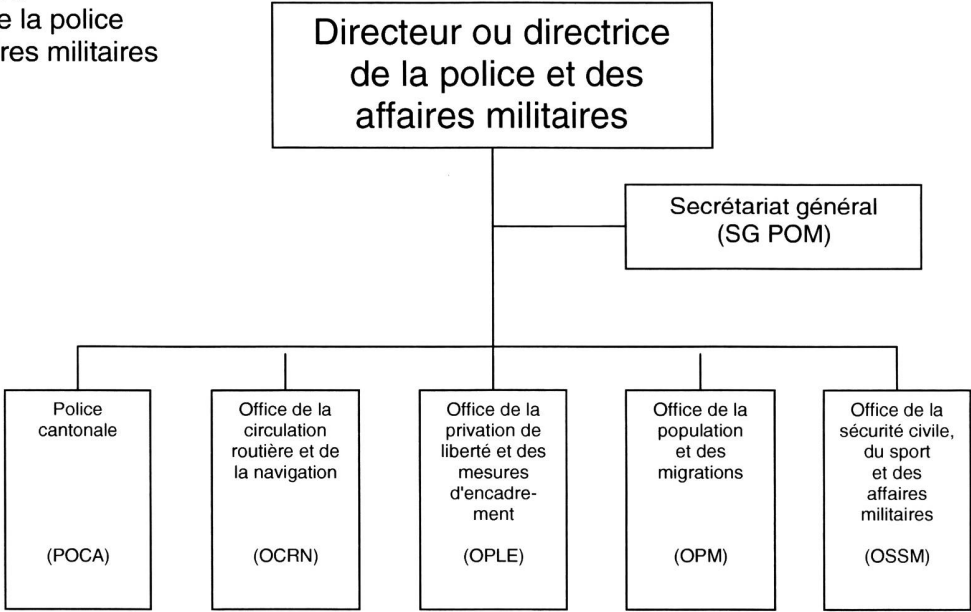 la police
res militaires
Directeur ou directrice
de la police et des
affaires militaires
Secrétariat général
(SG POM)
Police
cantonale
(POCA)
Office de la
circulation
routière et de
la navigation
(OCRN)
Office de la
privation de
liberté et des
mesures
d'encadre-
ment
(OPLE)
Office de la
population
et des
migrations
(OPM)
Office de la
sécurité civile,
du sport
et des
affaires
militaires
(OSSM)